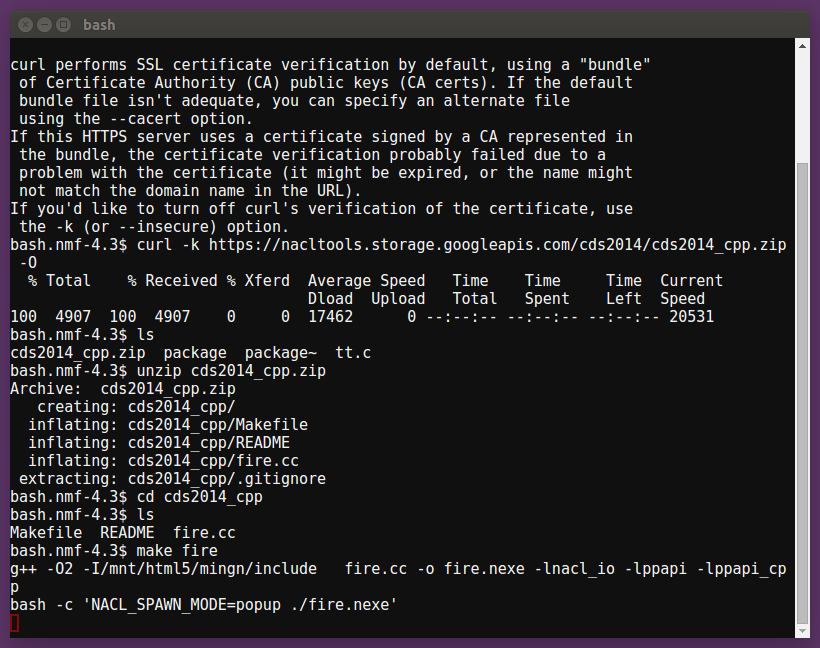 bash
curl performs SSL certificate verification by default, using a "bundle"
 of Certificate Authority (CA) public keys (CA certs). If the default
 bundle file isn't adequate, you can specify an alternate file
 using the --cacert option.
If this HTTPS server uses a certificate signed by a CA represented in
 the bundle, the certificate verification probably failed due to a
 problem with the certificate (it might be expired, or the name might
 not match the domain name in the URL).
If you'd like to turn off curl's verification of the certificate, use
 the -k (or --insecure) option.
bash.nmf-4.3$ curl -k https://nacltools.storage.googleapis.com/cds2014/cds2014_cpp.zip
 -O
  % Total    % Received % Xferd  Average Speed   Time    Time     Time  Current
                                 Dload  Upload   Total   Spent    Left  Speed
100  4907  100  4907    0     0  17462      0 --:--:-- --:--:-- --:--:-- 20531
bash.nmf-4.3$ ls
cds2014_cpp.zip  package  package~  tt.c
bash.nmf-4.3$ unzip cds2014_cpp.zip
Archive:  cds2014_cpp.zip
   creating: cds2014_cpp/
  inflating: cds2014_cpp/Makefile
  inflating: cds2014_cpp/README
  inflating: cds2014_cpp/fire.cc
 extracting: cds2014_cpp/.gitignore
bash.nmf-4.3$ cd cds2014_cpp
bash.nmf-4.3$ ls
Makefile  README  fire.cc
bash.nmf-4.3$ make fire
g++ -O2 -I/mnt/html5/mingn/include   fire.cc -o fire.nexe -lnacl_io -lppapi -lppapi_cp
p
bash -c 'NACL_SPAWN_MODE=popup ./fire.nexe'